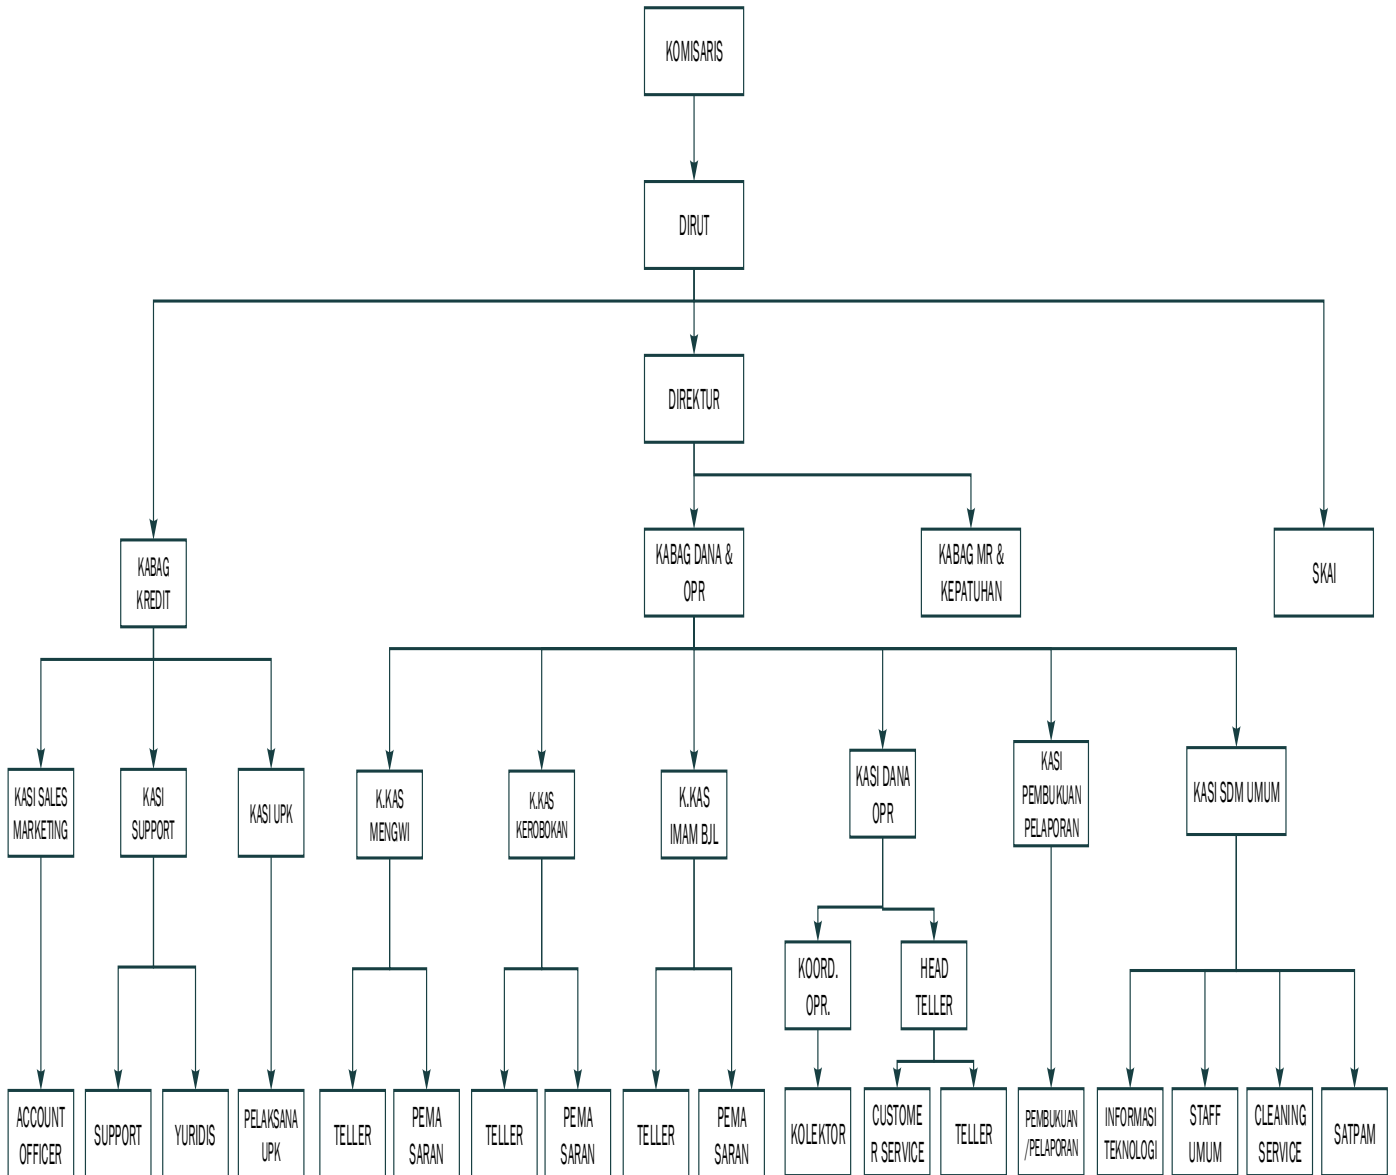 KOMISARIS
DIRUT
DIREKTUR
KABAG
KREDIT
KABAG DANA &
OPR
KABAG MR &
KEPATUHAN
SKAI
KASI SALES
MARKETING
KASI
SUPPORT
KASI UPK
K.KAS
MENGWI
K.KAS
KEROBOKAN
K.KAS
IMAM BJL
KASI DANA
OPR
KASI
PEMBUKUAN
PELAPORAN
KASI SDM UMUM
KOORD.
OPR.
HEAD
TELLER
ACCOUNT
OFFICER
SUPPORT
YURIDIS
PELAKSANA
UPK
TELLER
PEMA
SARAN
TELLER
PEMA
SARAN
TELLER
PEMA
SARAN
KOLEKTOR
CUSTOME
R SERVICE
TELLER
PEMBUKUAN
/PELAPORAN
INFORMASI
TEKNOLOGI
STAFF
UMUM
CLEANING
SERVICE
SATPAM